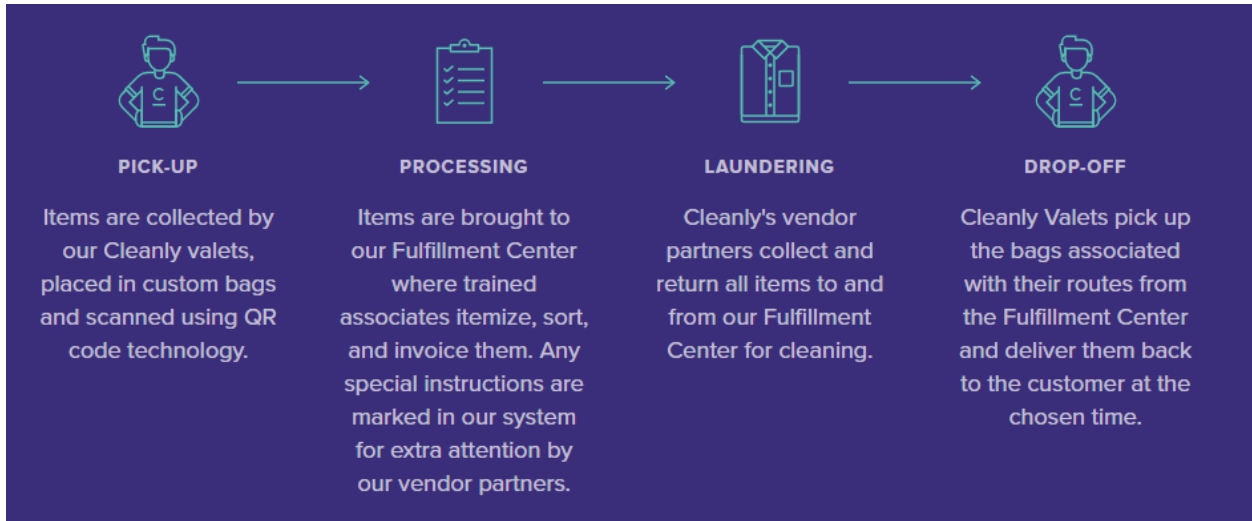 C
C
PICK-UP
Items are collected by
our Cleanly valets,
placed in custom bags
and scanned using QR
code technology.
PROCESSING
Items are brought to
our Fulfillment Center
where trained
associates itemize, sort,
and invoice them. Any
special instructions are
marked in our system
for extra attention by
our vendor partners.
LAUNDERING
Cleanly's vendor
partners collect and
return all items to and
from our Fulfillment
Center for cleaning.
DROP-OFF
Cleanly Valets pick up
the bags associated
with their routes from
the Fulfillment Center
and deliver them back
to the customer at the
chosen time.